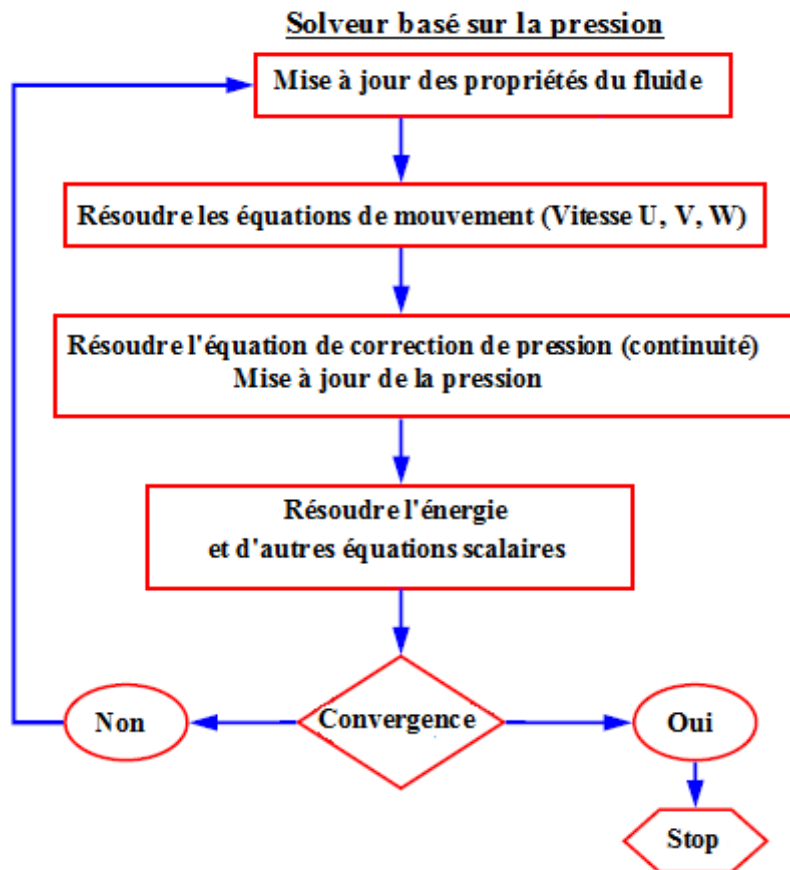 Solveur basé sur la pression
Mise à jour des propriétés du fluide
Résoudre les équations de mouvement (Vitesse U, V, W)
Résoudre l'équation de correction de pression (continuité)
Mise à jour de la pression
Résoudre l'énergie
et d'autres équations scalaires
Non
Convergence
Oui
Stop